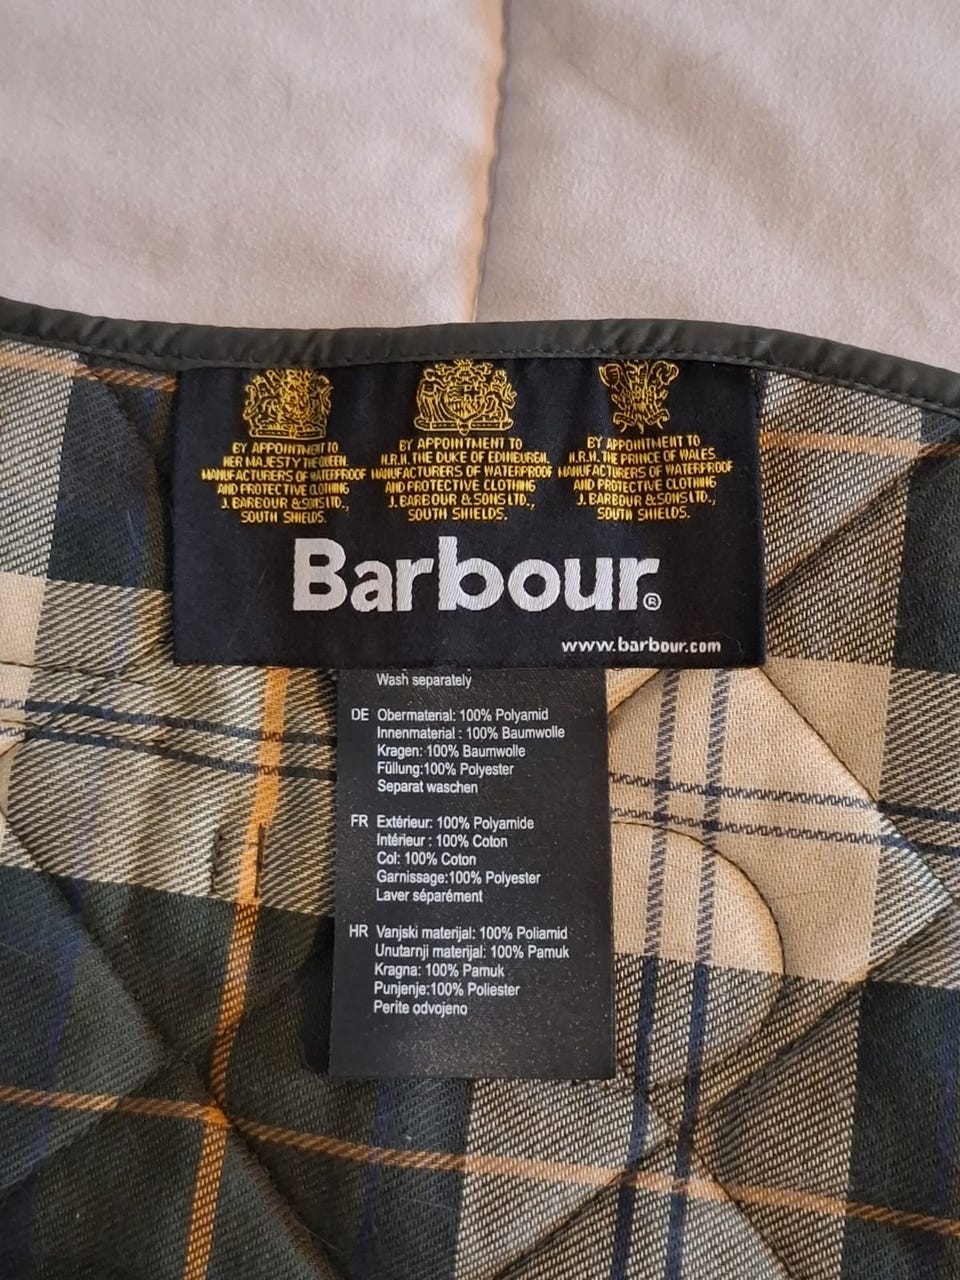 BY APPOINTMENT TO
HER MAJESTY THE QUEEN.
MANUFACTURERS OF WATERPROOF
AND PROTECTIVE CLOTHING
J. BARBOUR & SONS LTD.,
SOUTH SHIELDS.
BY APPOINTMENT TO
H.R.H. THE DUKE OF EDINBURGH.
MANUFACTURERS OF WATERPROOF
AND PROTECTIVE CLOTHING
J. BARBOUR & SONS LTD.,
SOUTH SHIELDS.
BY APPOINTMENT TO
H.R.H. THE PRINCE OF WALES.
MANUFACTURERS OF WATERPROOF
AND PROTECTIVE CLOTHING
J. BARBOUR & SONS LTD.,
SOUTH SHIELDS.
Barbour®
www.barbour.com
Wash separately
DE Obermaterial: 100% Polyamid
Innenmaterial : 100% Baumwolle
Kragen: 100% Baumwolle
Füllung:100% Polyester
Separat waschen
FR Extérieur: 100% Polyamide
Intérieur : 100% Coton
Col: 100% Coton
Garnissage:100% Polyester
Laver séparément
HR Vanjski materijal: 100% Poliamid
Unutarnji materijal: 100% Pamuk
Kragna: 100% Pamuk
Punjenje:100% Poliester
Perite odvojeno